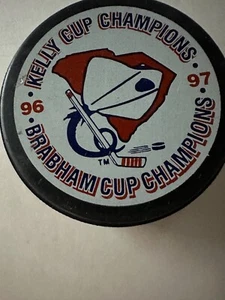 • KELLY CUP CHAMPIONS •
96 97
• BRABHAM CUP CHAMPIONS •
TM